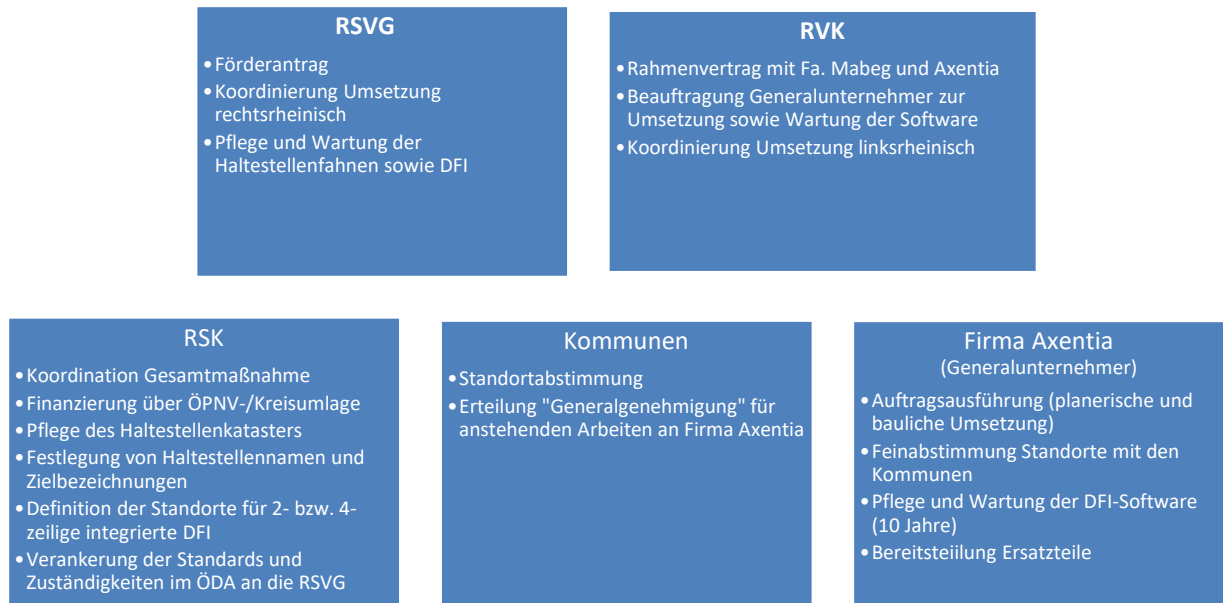 RSVG
•Förderantrag
•Koordinierung Umsetzung
rechtsrheinisch
•Pflege und Wartung der
Haltestellenfahnen sowie DFI
RVK
•Rahmenvertrag mit Fa. Mabeg und Axentia
•Beauftragung Generalunternehmer zur
Umsetzung sowie Wartung der Software
•Koordinierung Umsetzung linksrheinisch
RSK
•Koordination Gesamtmaßnahme
•Finanzierung über ÖPNV-/Kreisumlage
•Pflege des Haltestellenkatasters
•Festlegung von Haltestellennamen und
Zielbezeichnungen
•Definition der Standorte für 2- bzw. 4-
zeilige integrierte DFI
•Verankerung der Standards und
Zuständigkeiten im ÖDA an die RSVG
Kommunen
•Standortabstimmung
•Erteilung "Generalgenehmigung" für
anstehenden Arbeiten an Firma Axentia
Firma Axentia
(Generalunternehmer)
•Auftragsausführung (planerische und
bauliche Umsetzung)
•Feinabstimmung Standorte mit den
Kommunen
•Pflege und Wartung der DFI-Software
(10 Jahre)
•Bereitsteiilung Ersatzteile